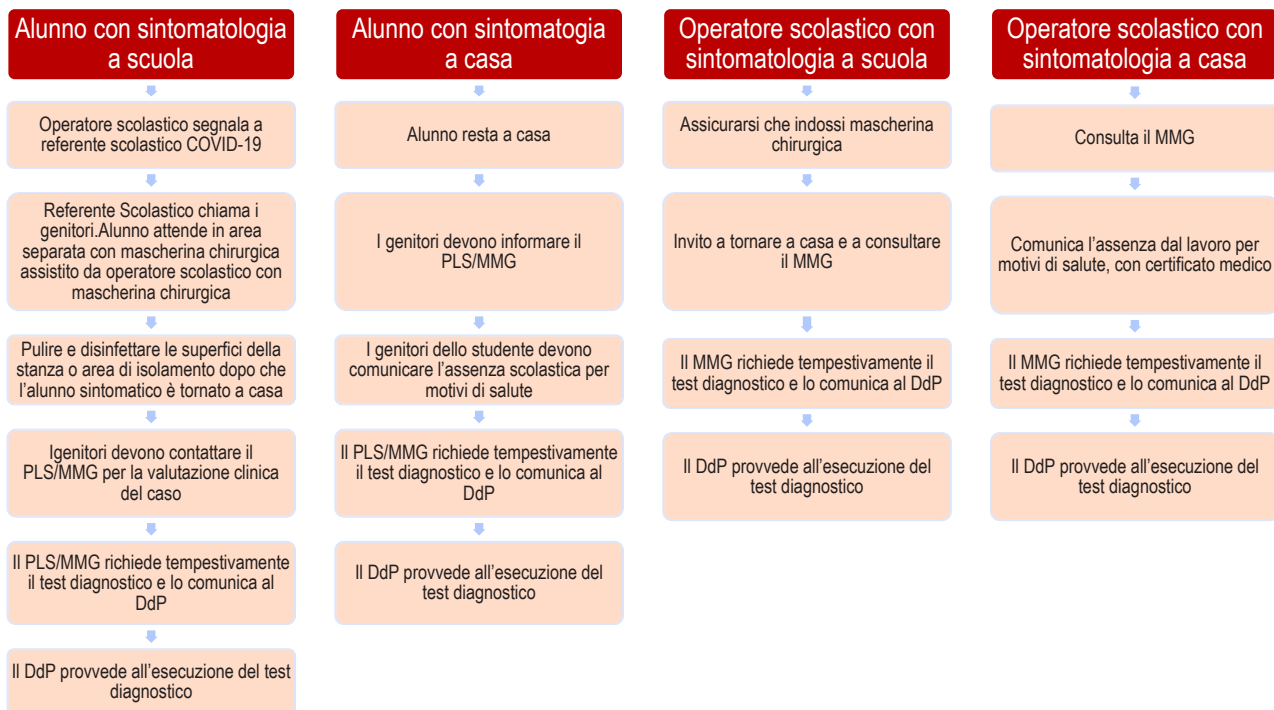 Alunno con sintomatologia
a scuola
Operatore scolastico segnala a
referente scolastico COVID-19
Referente Scolastico chiama i
genitori.Alunno attende in area
separata con mascherina chirurgica
assistito da operatore scolastico con
mascherina chirurgica
Pulire e disinfettare le superfici della
stanza o area di isolamento dopo che
l'alunno sintomatico è tornato a casa
Igenitori devono contattare il
PLS/MMG per la valutazione clinica
del caso
Il PLS/MMG richiede tempestivamente
il test diagnostico e lo comunica al
DdP
Il DdP provvede all'esecuzione del test
diagnostico
Alunno con sintomatogia
a casa
Alunno resta a casa
I genitori devono informare il
PLS/MMG
I genitori dello studente devono
comunicare l'assenza scolastica per
motivi di salute
Il PLS/MMG richiede tempestivamente
il test diagnostico e lo comunica al
DdP
Il DdP provvede all'esecuzione del
test diagnostico
Operatore scolastico con
sintomatologia a scuola
Assicurarsi che indossi mascherina
chirurgica
Invito a tornare a casa e a consultare
il MMG
Il MMG richiede tempestivamente il
test diagnostico e lo comunica al DdP
Il DdP provvede all'esecuzione del
test diagnostico
Operatore scolastico con
sintomatologia a casa
Consulta il MMG
Comunica l'assenza dal lavoro per
motivi di salute, con certificato medico
Il MMG richiede tempestivamente il
test diagnostico e lo comunica al DdP
Il DdP provvede all'esecuzione del
test diagnostico